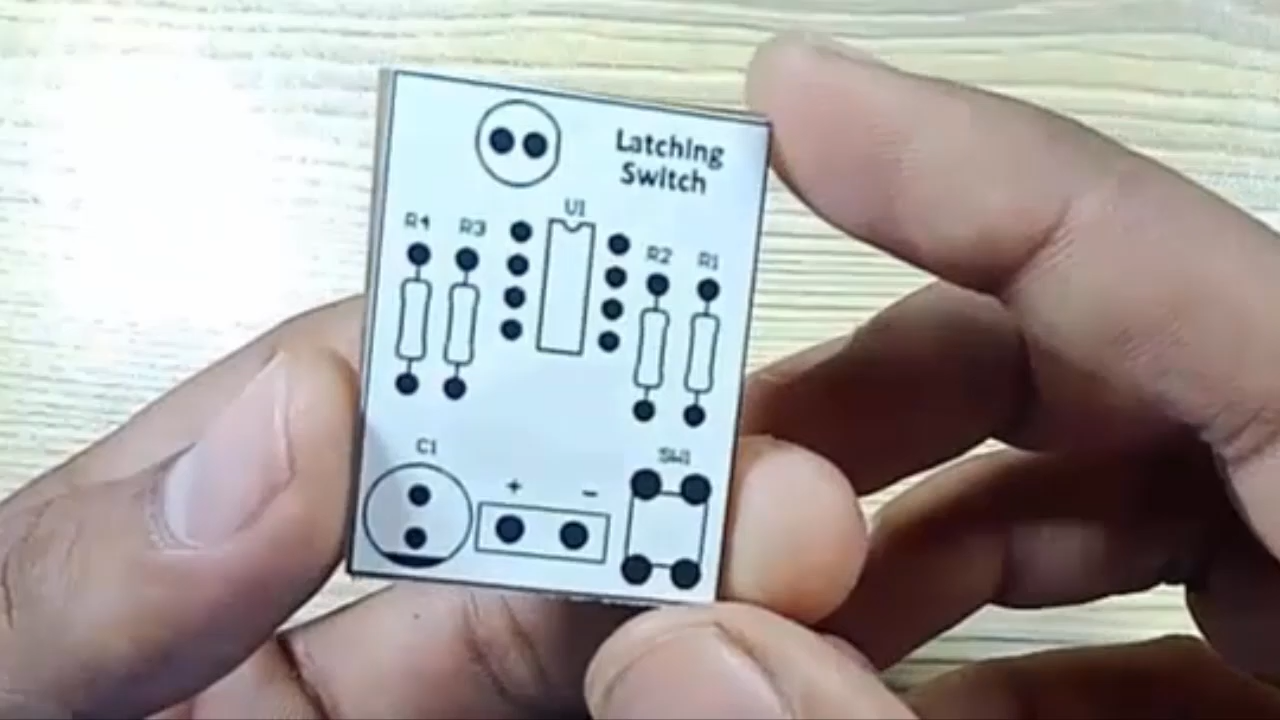 Latching
Switch
U1
R4 R3
R2 R1
C1
SW1
+ -